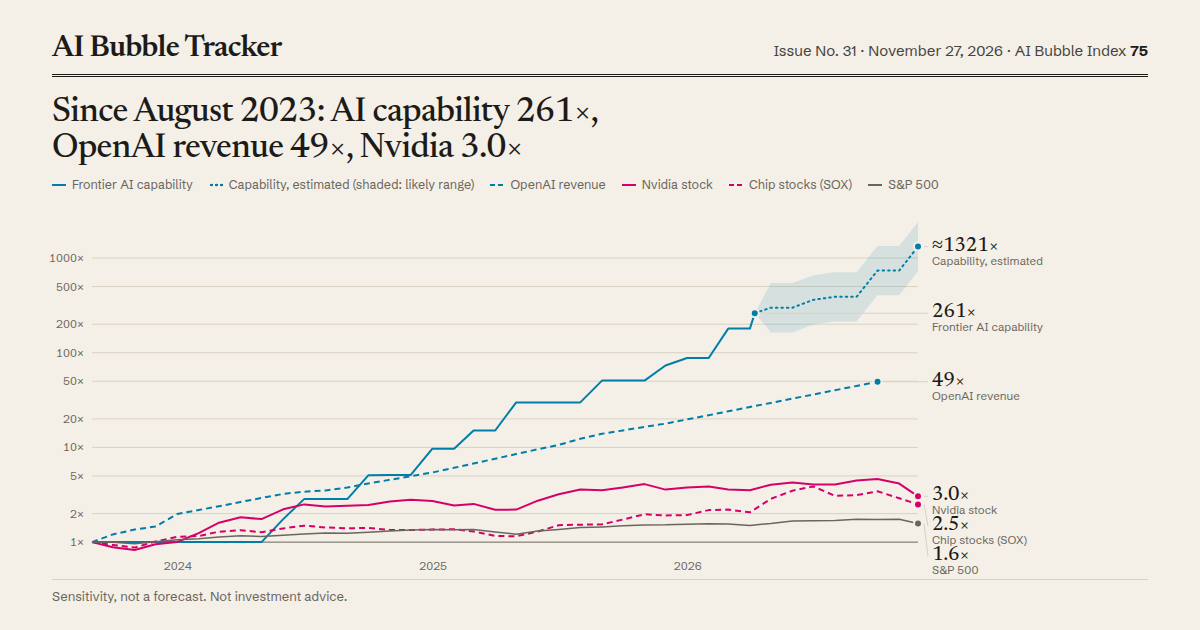 AI Bubble Tracker
Issue No. 31 · November 27, 2026 · AI Bubble Index 75
Since August 2023: AI capability 261×,
OpenAI revenue 49×, Nvidia 3.0×
Frontier AI capability
Capability, estimated (shaded: likely range)
OpenAI revenue
Nvidia stock
Chip stocks (SOX)
S&P 500
1000×
500×
200×
100×
50×
20×
10×
5×
2×
1×
2024
2025
2026
≈1321×
Capability, estimated
261×
Frontier AI capability
49×
OpenAI revenue
3.0×
Nvidia stock
2.5×
Chip stocks (SOX)
1.6×
S&P 500
Sensitivity, not a forecast. Not investment advice.